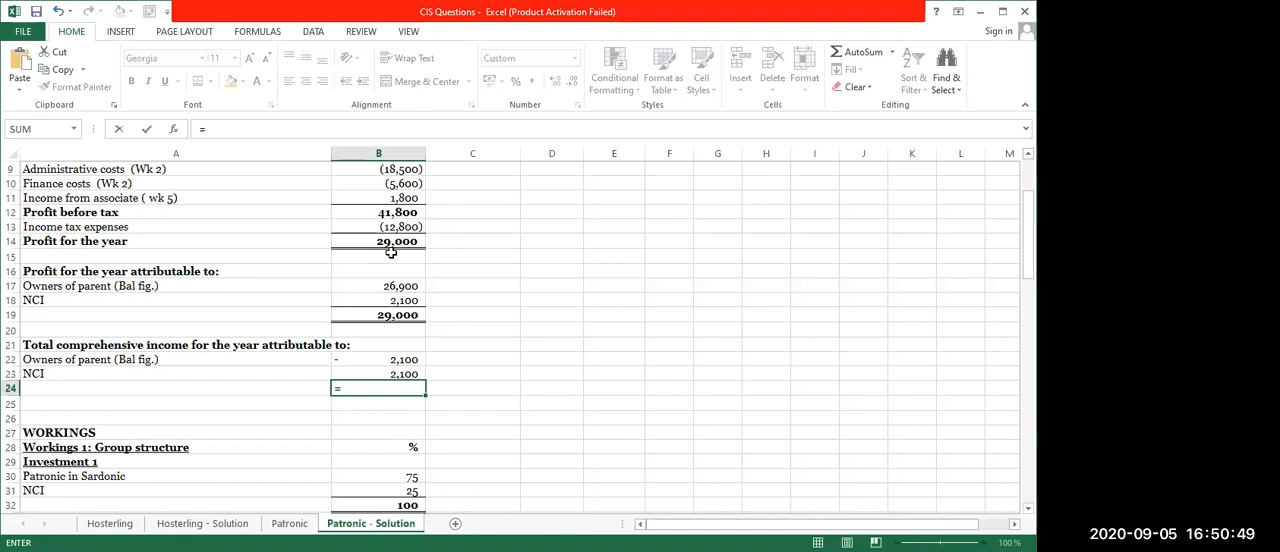 CIS Questions - Excel (Product Activation Failed)
?
Sign in
FILE HOME INSERT PAGE LAYOUT FORMULAS DATA REVIEW VIEW
Paste
Cut
Copy
Format Painter
Clipboard
Georgia 11
B I U
Font
Wrap Text
Merge & Center
Alignment
Custom
%
Number
Conditional Formatting
Format as Table
Cell Styles
Styles
Insert Delete Format
Cells
AutoSum
Fill
Clear
Sort & Filter
Find & Select
Editing
SUM fx =
A B C D E F G H I J K L M
9 Administrative costs (Wk 2) (18,500)
10 Finance costs (Wk 2) (5,600)
11 Income from associate ( wk 5) 1,800
12 Profit before tax 41,800
13 Income tax expenses (12,800)
14 Profit for the year 29,000
15
16 Profit for the year attributable to:
17 Owners of parent (Bal fig.) 26,900
18 NCI 2,100
19 29,000
20
21 Total comprehensive income for the year attributable to:
22 Owners of parent (Bal fig.) - 2,100
23 NCI 2,100
24 =
25
26
27 WORKINGS
28 Workings 1: Group structure %
29 Investment 1
30 Patronic in Sardonic 75
31 NCI 25
32 100
Hosterling Hosterling - Solution Patronic Patronic - Solution
ENTER 100 %
2020-09-05 16:50:49